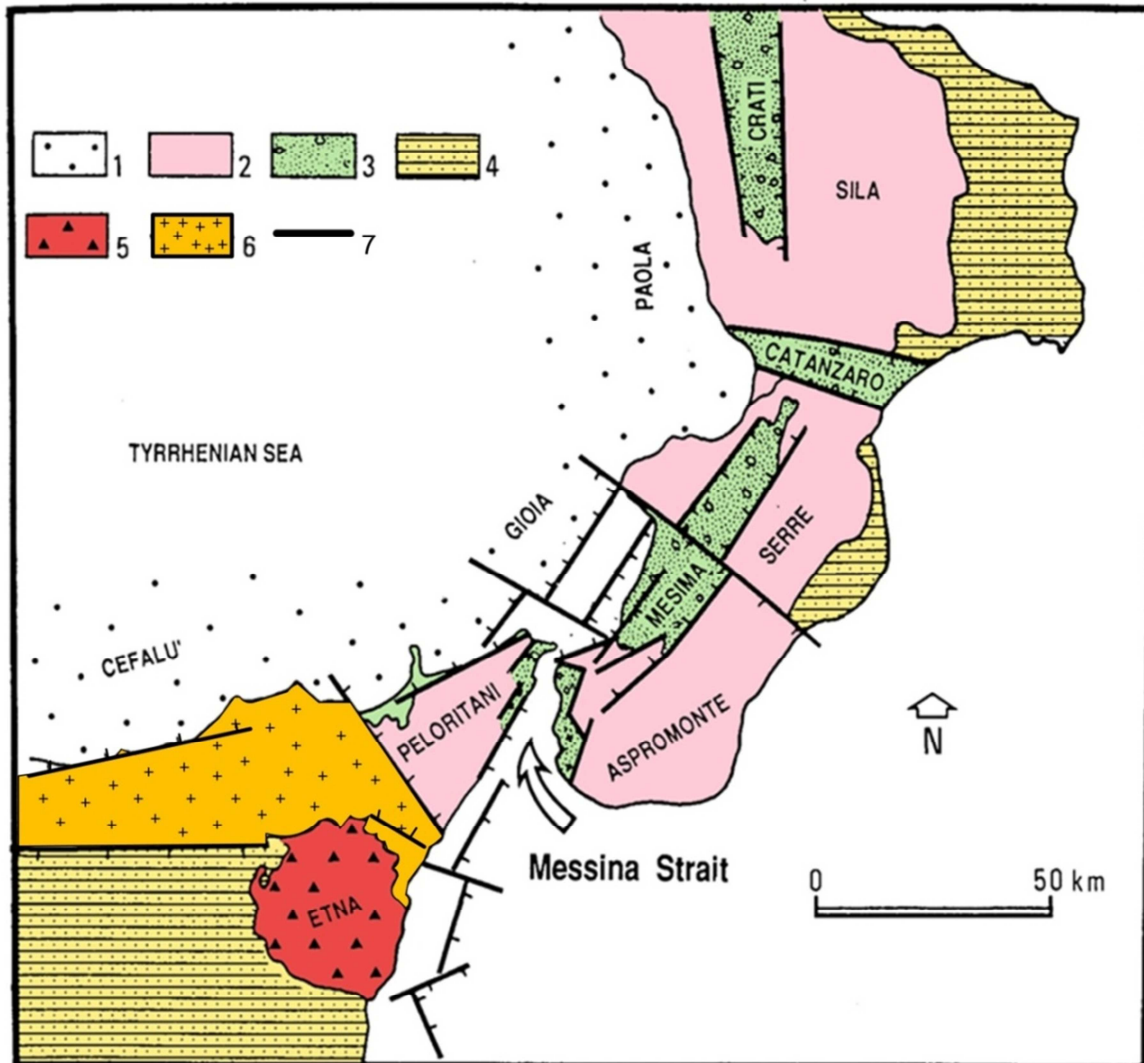 1 2 3 4
5 6 7
CRATI
SILA
PAOLA
CATANZARO
TYRRHENIAN SEA
GIOIA
SERRE
MESIMA
CEFALU'
PELORITANI
ASPROMONTE
N
Messina Strait
0 50 km
ETNA